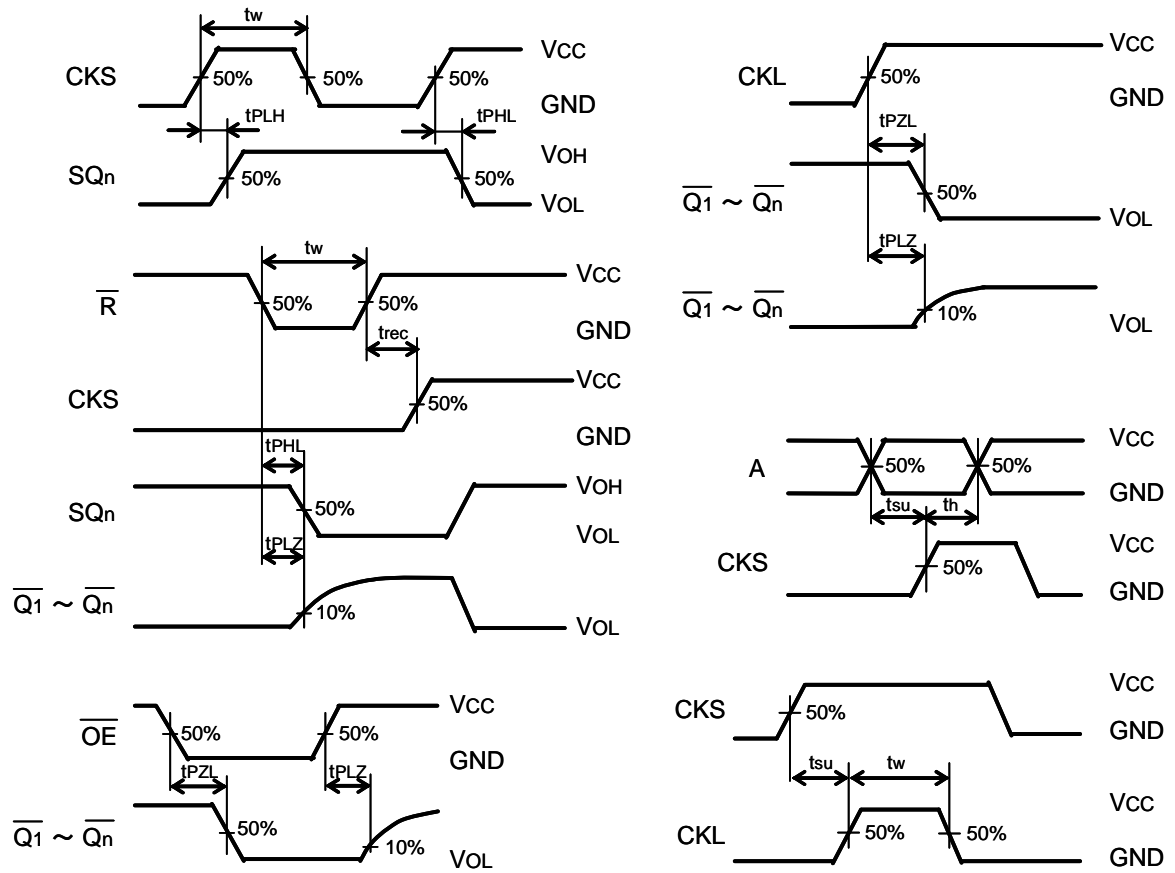 tw
CKS
50%
50%
50%
VCC
GND
tPLH
tPHL
SQn
50%
50%
VOH
VOL
tw
R
50%
50%
VCC
GND
trec
CKS
50%
VCC
GND
tPHL
SQn
50%
VOH
VOL
tPLZ
Q1 ~ Qn
10%
VOL
OE
50%
50%
VCC
GND
tPZL
tPLZ
Q1 ~ Qn
50%
10%
VOL
CKL
50%
VCC
GND
tPZL
Q1 ~ Qn
50%
VOL
tPLZ
Q1 ~ Qn
10%
VOL
A
50%
50%
VCC
GND
tsu
th
CKS
50%
VCC
GND
CKS
50%
VCC
GND
tsu
tw
CKL
50%
50%
VCC
GND